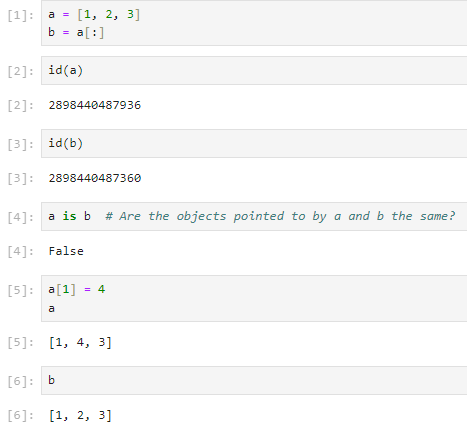 [1]: a = [1, 2, 3]
b = a[:]
[2]: id(a)
[2]: 2898440487936
[3]: id(b)
[3]: 2898440487360
[4]: a is b  # Are the objects pointed to by a and b the same?
[4]: False
[5]: a[1] = 4
a
[5]: [1, 4, 3]
[6]: b
[6]: [1, 2, 3]